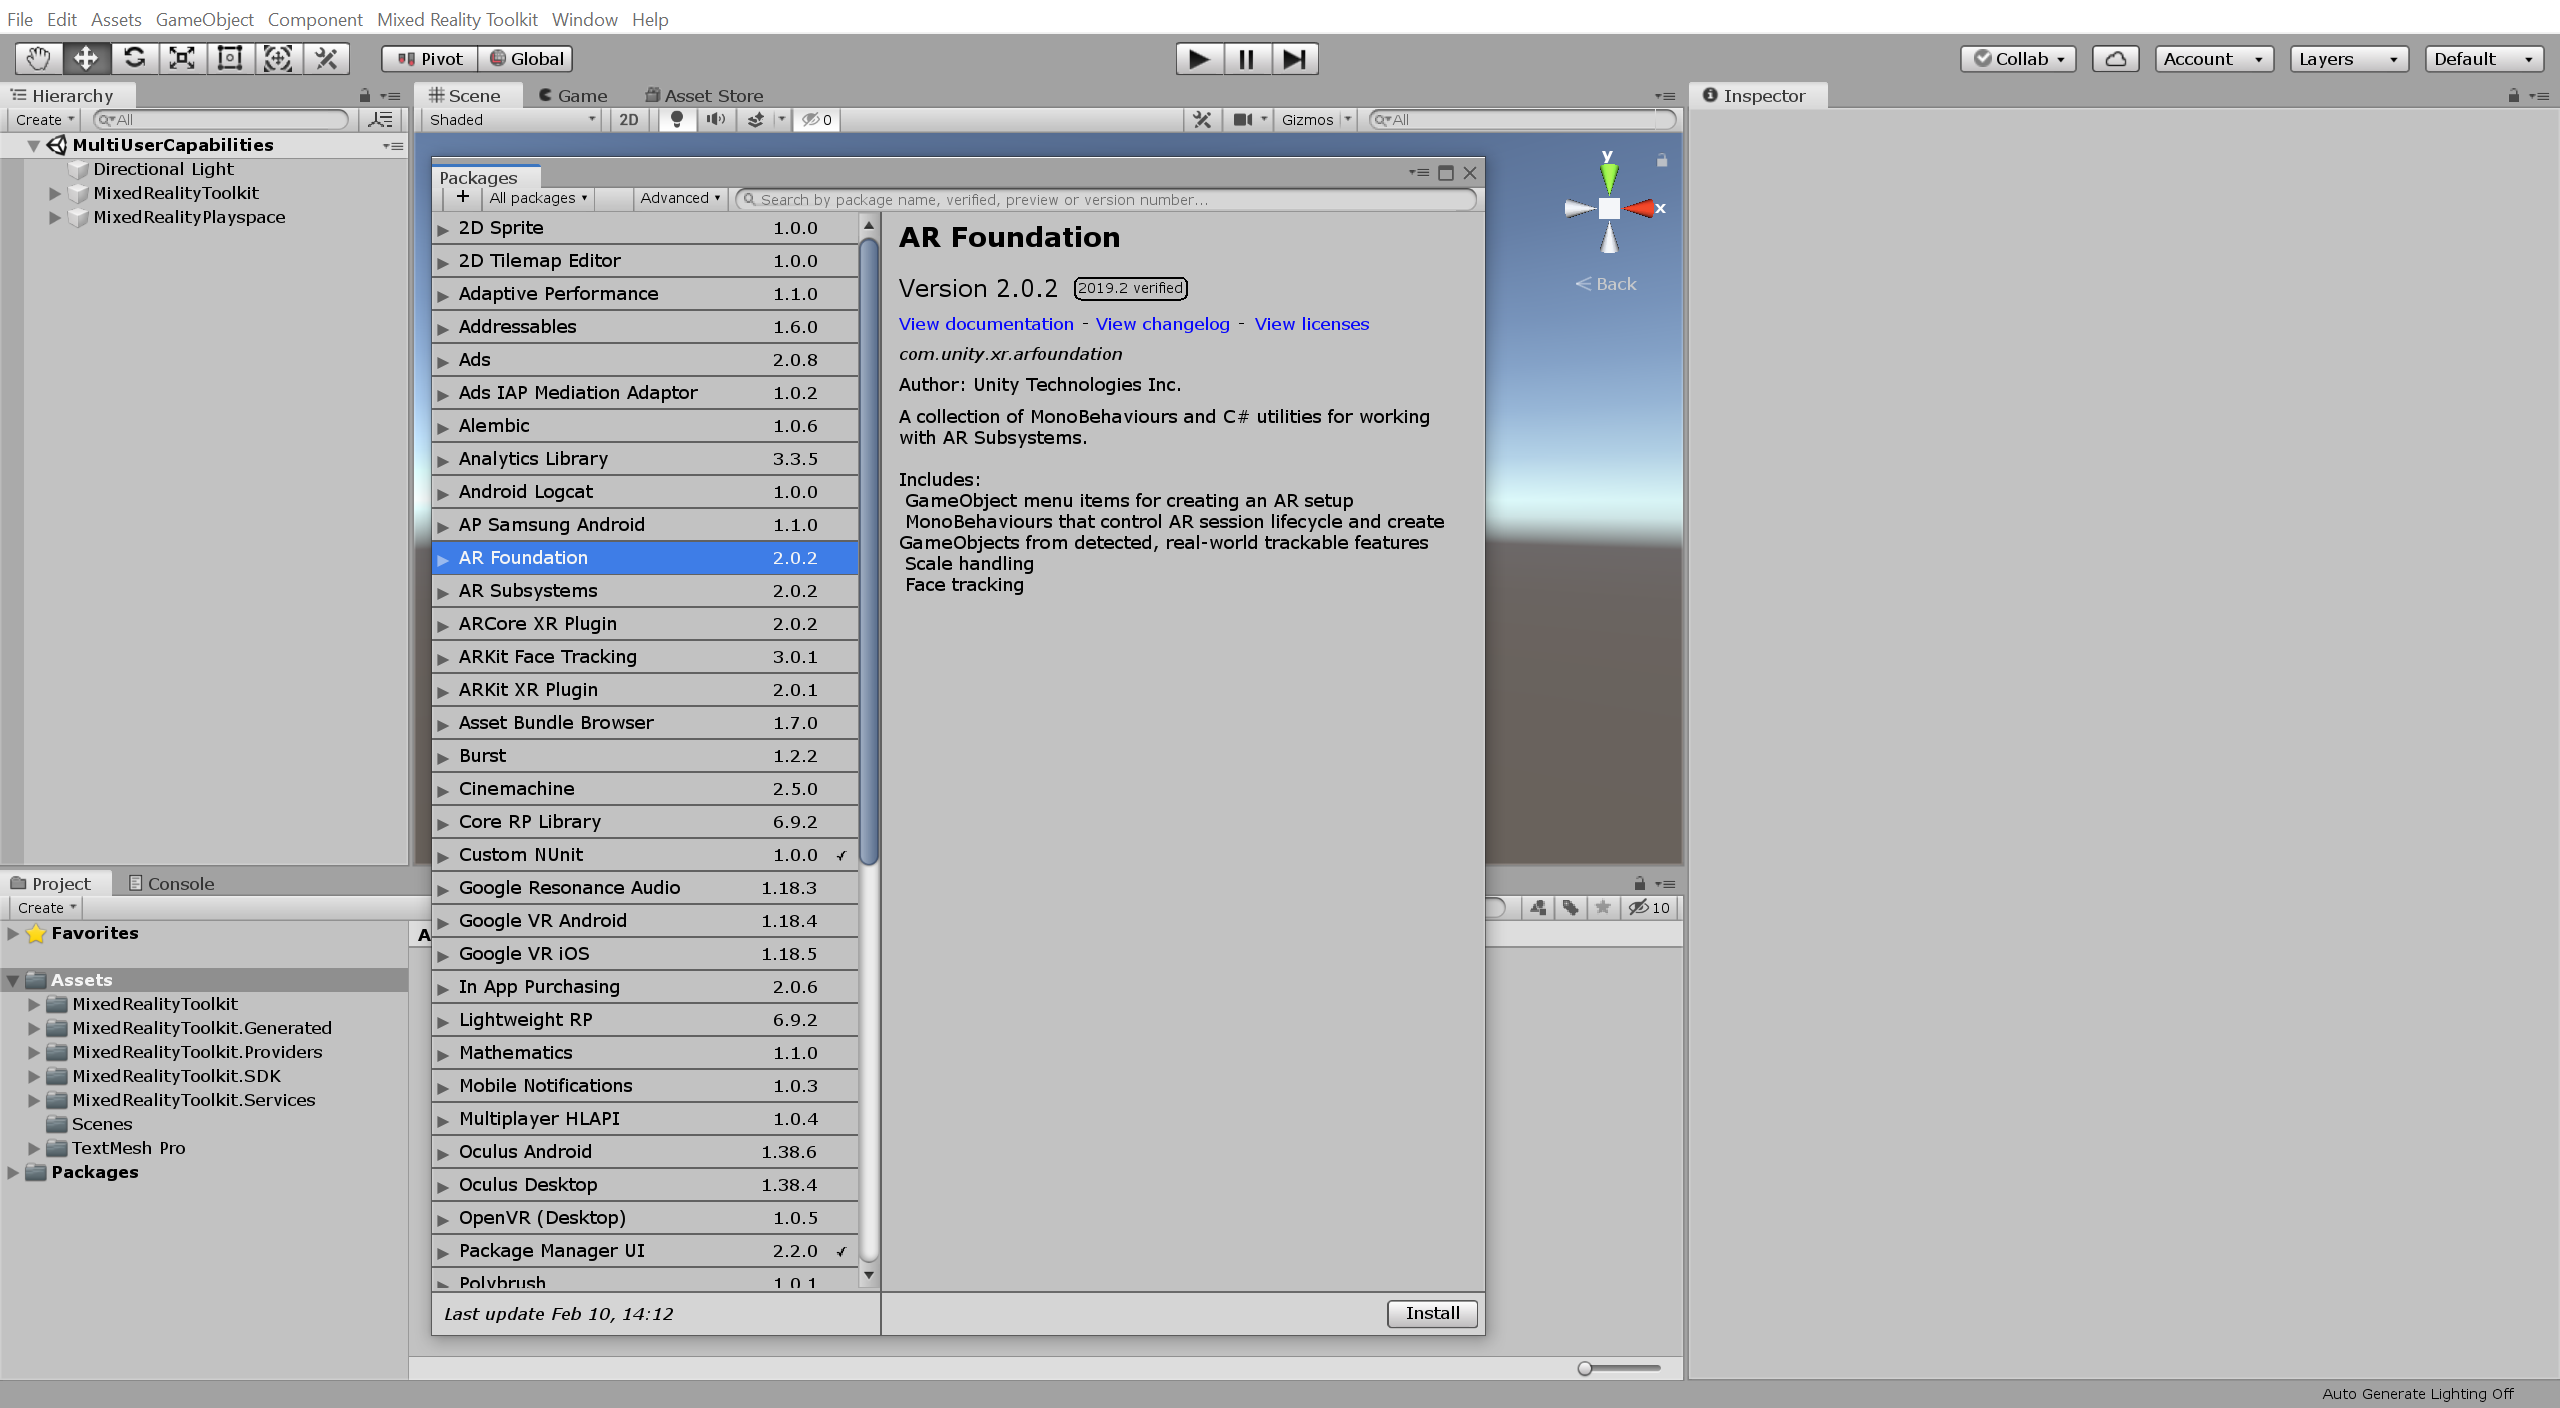 File Edit Assets GameObject Component Mixed Reality Toolkit Window Help
Pivot Global
Collab Account Layers Default
Hierarchy
Create All
MultiUserCapabilities
Directional Light
MixedRealityToolkit
MixedRealityPlayspace
Scene Game Asset Store
Shaded 2D 0 Gizmos All
y
x
Back
Inspector
Packages
+ All packages Advanced Search by package name, verified, preview or version number...
2D Sprite 1.0.0
2D Tilemap Editor 1.0.0
Adaptive Performance 1.1.0
Addressables 1.6.0
Ads 2.0.8
Ads IAP Mediation Adaptor 1.0.2
Alembic 1.0.6
Analytics Library 3.3.5
Android Logcat 1.0.0
AP Samsung Android 1.1.0
AR Foundation 2.0.2
AR Subsystems 2.0.2
ARCore XR Plugin 2.0.2
ARKit Face Tracking 3.0.1
ARKit XR Plugin 2.0.1
Asset Bundle Browser 1.7.0
Burst 1.2.2
Cinemachine 2.5.0
Core RP Library 6.9.2
Custom NUnit 1.0.0 ✓
Google Resonance Audio 1.18.3
Google VR Android 1.18.4
Google VR iOS 1.18.5
In App Purchasing 2.0.6
Lightweight RP 6.9.2
Mathematics 1.1.0
Mobile Notifications 1.0.3
Multiplayer HLAPI 1.0.4
Oculus Android 1.38.6
Oculus Desktop 1.38.4
OpenVR (Desktop) 1.0.5
Package Manager UI 2.2.0 ✓
Polybrush 1.0.1
Last update Feb 10, 14:12
AR Foundation
Version 2.0.2 2019.2 verified
View documentation - View changelog - View licenses
com.unity.xr.arfoundation
Author: Unity Technologies Inc.
A collection of MonoBehaviours and C# utilities for working
with AR Subsystems.
Includes:
GameObject menu items for creating an AR setup
MonoBehaviours that control AR session lifecycle and create
GameObjects from detected, real-world trackable features
Scale handling
Face tracking
Install
Project Console
Create
10
Favorites
A
Assets
MixedRealityToolkit
MixedRealityToolkit.Generated
MixedRealityToolkit.Providers
MixedRealityToolkit.SDK
MixedRealityToolkit.Services
Scenes
TextMesh Pro
Packages
Auto Generate Lighting Off